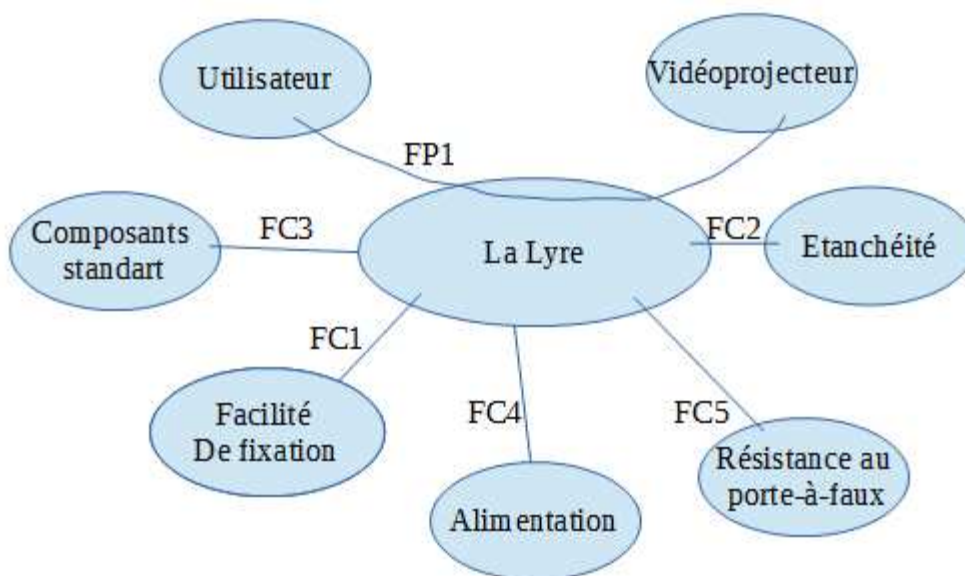 Utilisateur
Vidéoprojecteur
FP1
Composants
standart
FC3
La Lyre
FC2
Etanchéité
FC1
Facilité
De fixation
FC4
Alimentation
FC5
Résistance au
porte-à-faux